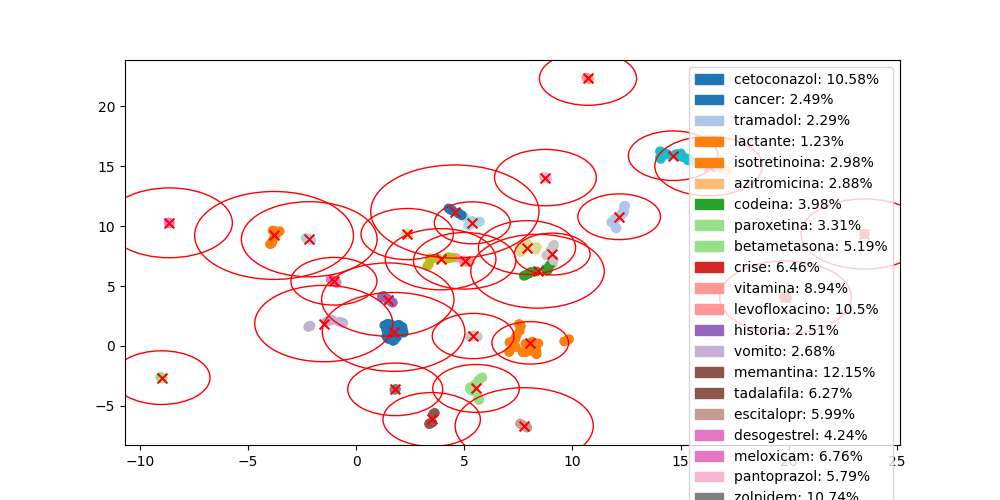 20
15
10
5
0
−5
−10
−5
0
5
10
15
20
25
cetoconazol: 10.58%
cancer: 2.49%
tramadol: 2.29%
lactante: 1.23%
isotretinoina: 2.98%
azitromicina: 2.88%
codeina: 3.98%
paroxetina: 3.31%
betametasona: 5.19%
crise: 6.46%
vitamina: 8.94%
levofloxacino: 10.5%
historia: 2.51%
vomito: 2.68%
memantina: 12.15%
tadalafila: 6.27%
escitalopr: 5.99%
desogestrel: 4.24%
meloxicam: 6.76%
pantoprazol: 5.79%
zolpidem: 10.74%